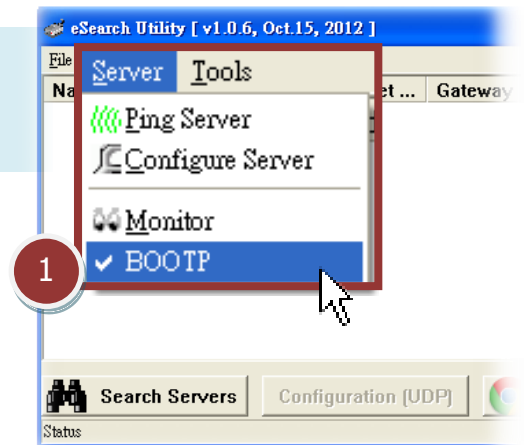 eSearch Utility [ v1.0.6, Oct.15, 2012 ]
File
Server Tools
Na et ... Gateway
Ping Server
Configure Server
Monitor
BOOTP
1
Search Servers Configuration (UDP)
Status